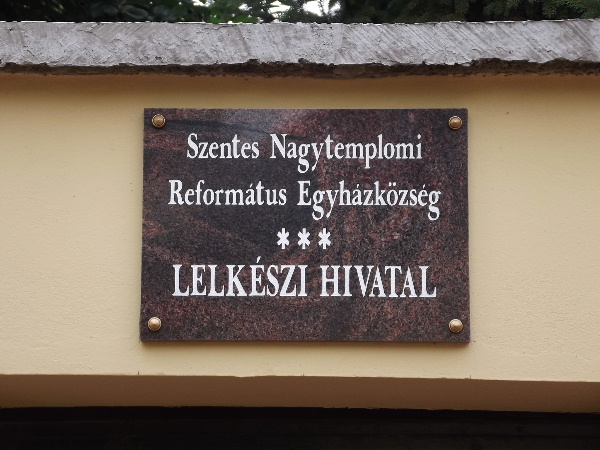 Szentes Nagytemplomi
Református Egyházközség
***
LELKÉSZI HIVATAL